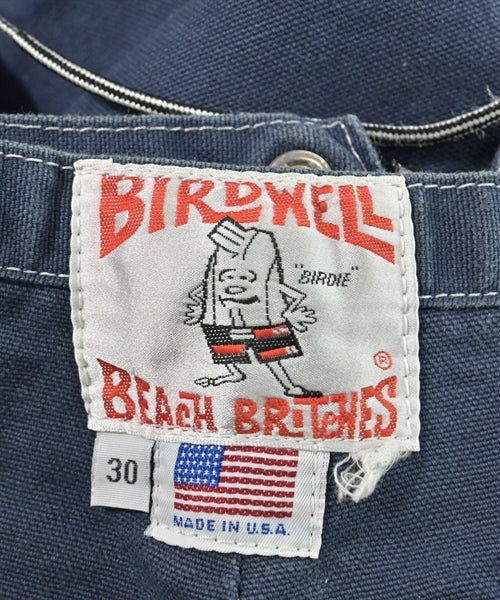 BIRDWELL
"BIRDIE"
®
BEACH BRITCHES
30
MADE IN U.S.A.